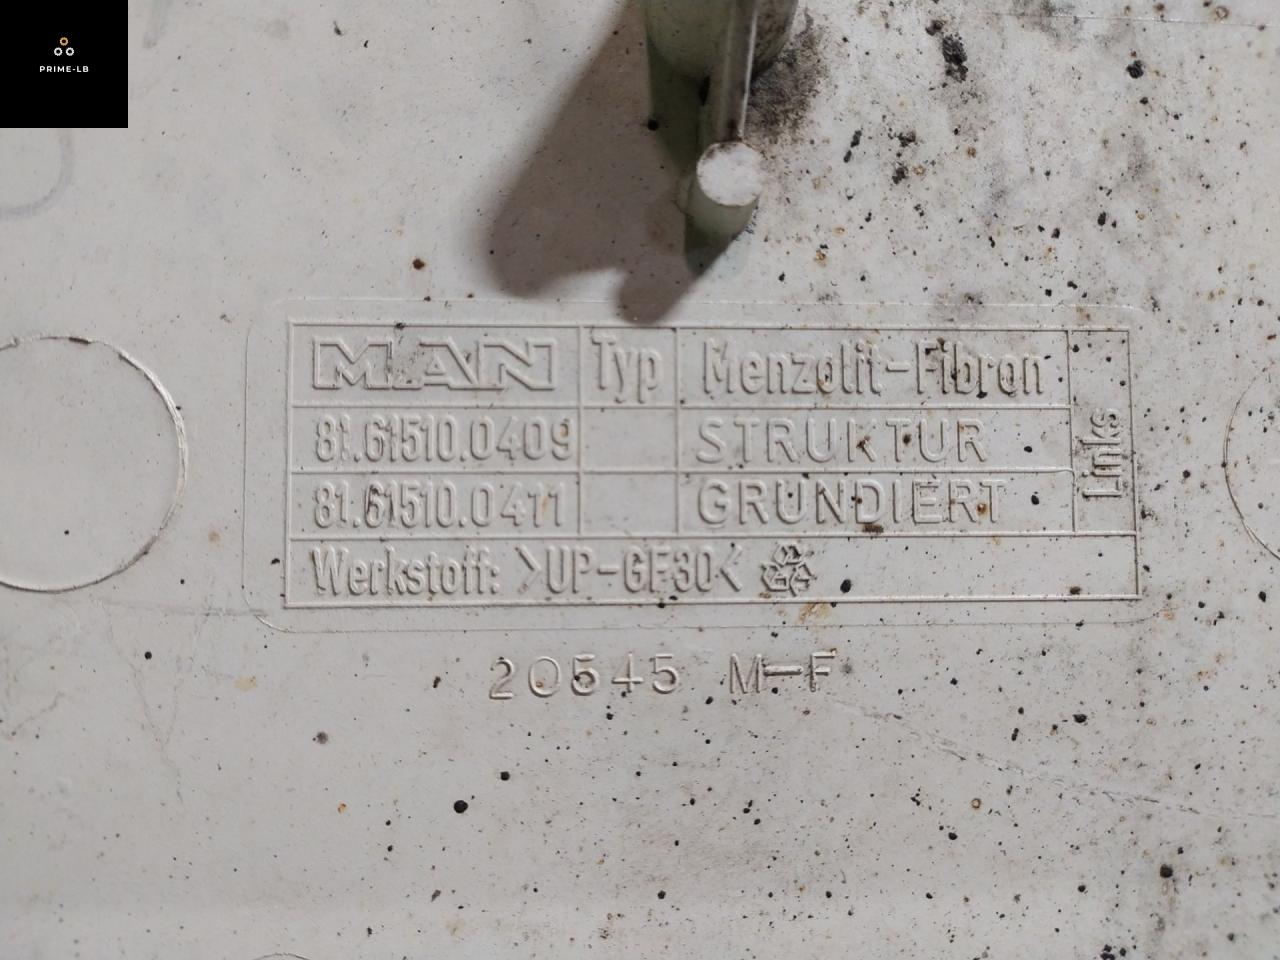 PRIME-LB
MAN Typ Menzolit-Fibron
81.61510.0409 STRUKTUR
81.61510.0411 GRUNDIERT
Links
Werkstoff: >UP-GF30<
20545 M-F